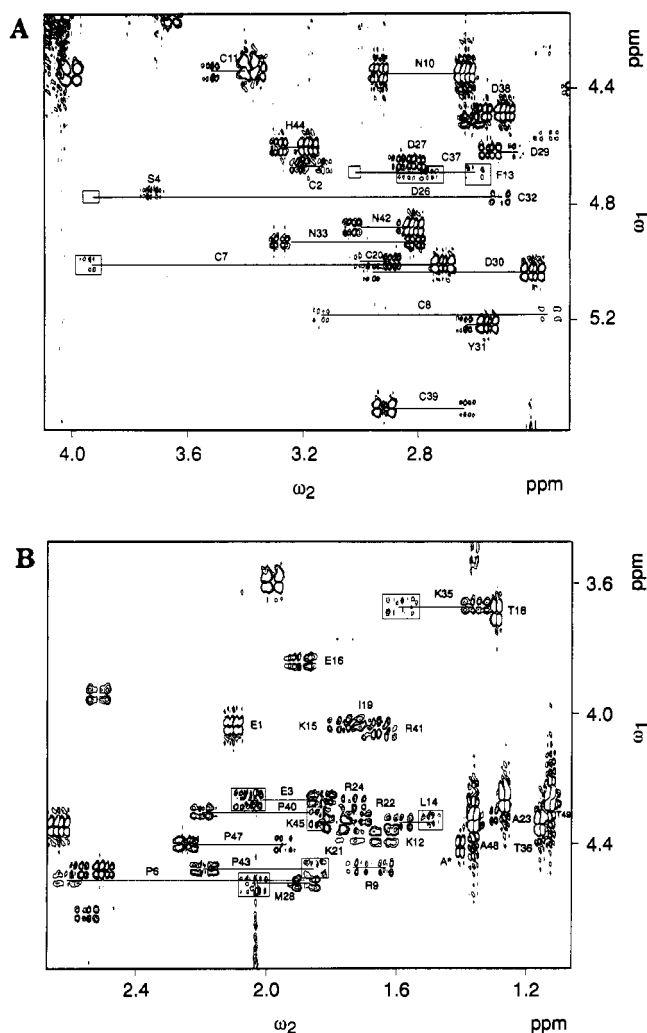 A
ppm
C11
N10
4.4
D38
H44
D27
C37
D29
C2
F13
S4
D26
C32
4.8
ω1
N33
N42
C7
C20
D30
C8
5.2
Y31
C39
4.0 3.6 3.2 2.8
ω2 ppm
B
ppm
3.6
K35
T18
E16
E1
I19
4.0
K15
R41
ω1
E3
R24
P40
R22
L14
K45
A23
T49
P47
K21
K12
A48
T36
4.4
P43
A*
P6
R9
M28
2.4 2.0 1.6 1.2
ω2 ppm